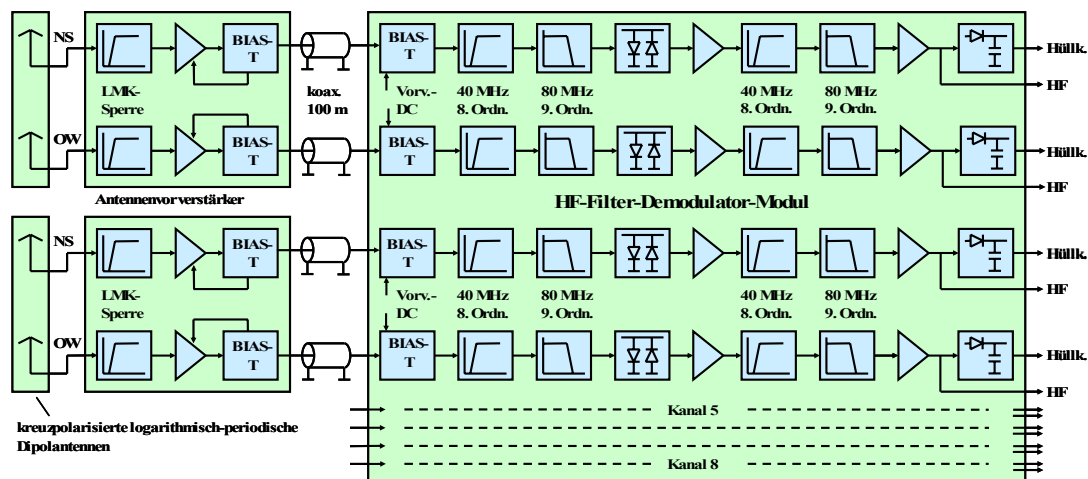 NS
BIAS-
T
LMK-
Sperre
koax.
100 m
BIAS-
T
Vorv.-
DC
40 MHz
8. Ordn.
80 MHz
9. Ordn.
40 MHz
8. Ordn.
80 MHz
9. Ordn.
Hüllk.
HF
OW
BIAS-
T
BIAS-
T
Hüllk.
HF
Antennenvorverstärker
HF-Filter-Demodulator-Modul
NS
BIAS-
T
LMK-
Sperre
BIAS-
T
Vorv.-
DC
40 MHz
8. Ordn.
80 MHz
9. Ordn.
40 MHz
8. Ordn.
80 MHz
9. Ordn.
Hüllk.
HF
OW
BIAS-
T
BIAS-
T
Hüllk.
HF
kreuzpolarisierte logarithmisch-periodische
Dipolantennen
Kanal 5
Kanal 8